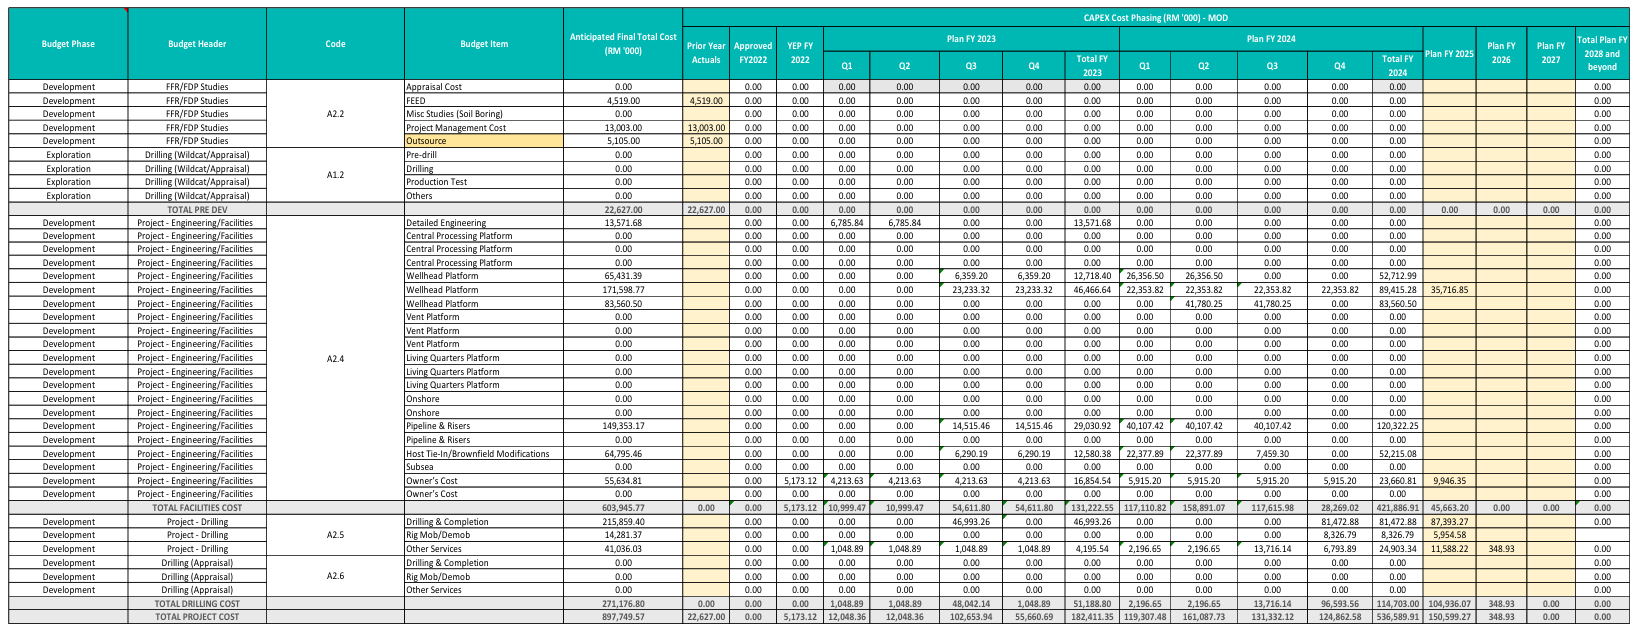 CAPEX Cost Phasing (RM '000) - MOD
Budget Phase Budget Header Code Budget Item Anticipated Final Total Cost (RM '000) Prior Year Actuals Approved FY2022 YEP FY 2022 Plan FY 2023 Plan FY 2024 Plan FY 2025 Plan FY 2026 Plan FY 2027 Total Plan FY 2028 and beyond
Q1 Q2 Q3 Q4 Total FY 2023 Q1 Q2 Q3 Q4 Total FY 2024
Development FFR/FDP Studies A2.2 Appraisal Cost 0.00 0.00 0.00 0.00 0.00 0.00 0.00 0.00 0.00 0.00 0.00 0.00 0.00 0.00
Development FFR/FDP Studies FEED 4,519.00 4,519.00 0.00 0.00 0.00 0.00 0.00 0.00 0.00 0.00 0.00 0.00 0.00 0.00 0.00
Development FFR/FDP Studies Misc Studies (Soil Boring) 0.00 0.00 0.00 0.00 0.00 0.00 0.00 0.00 0.00 0.00 0.00 0.00 0.00 0.00
Development FFR/FDP Studies Project Management Cost 13,003.00 13,003.00 0.00 0.00 0.00 0.00 0.00 0.00 0.00 0.00 0.00 0.00 0.00 0.00 0.00
Development FFR/FDP Studies Outsource 5,105.00 5,105.00 0.00 0.00 0.00 0.00 0.00 0.00 0.00 0.00 0.00 0.00 0.00 0.00 0.00
Exploration Drilling (Wildcat/Appraisal) A1.2 Pre-drill 0.00 0.00 0.00 0.00 0.00 0.00 0.00 0.00 0.00 0.00 0.00 0.00 0.00 0.00
Exploration Drilling (Wildcat/Appraisal) Drilling 0.00 0.00 0.00 0.00 0.00 0.00 0.00 0.00 0.00 0.00 0.00 0.00 0.00 0.00
Exploration Drilling (Wildcat/Appraisal) Production Test 0.00 0.00 0.00 0.00 0.00 0.00 0.00 0.00 0.00 0.00 0.00 0.00 0.00 0.00
Exploration Drilling (Wildcat/Appraisal) Others 0.00 0.00 0.00 0.00 0.00 0.00 0.00 0.00 0.00 0.00 0.00 0.00 0.00 0.00
TOTAL PRE DEV 22,627.00 22,627.00 0.00 0.00 0.00 0.00 0.00 0.00 0.00 0.00 0.00 0.00 0.00 0.00 0.00 0.00 0.00 0.00
Development Project - Engineering/Facilities A2.4 Detailed Engineering 13,571.68 0.00 0.00 6,785.84 6,785.84 0.00 0.00 13,571.68 0.00 0.00 0.00 0.00 0.00 0.00
Development Project - Engineering/Facilities Central Processing Platform 0.00 0.00 0.00 0.00 0.00 0.00 0.00 0.00 0.00 0.00 0.00 0.00 0.00 0.00
Development Project - Engineering/Facilities Central Processing Platform 0.00 0.00 0.00 0.00 0.00 0.00 0.00 0.00 0.00 0.00 0.00 0.00 0.00 0.00
Development Project - Engineering/Facilities Central Processing Platform 0.00 0.00 0.00 0.00 0.00 0.00 0.00 0.00 0.00 0.00 0.00 0.00 0.00 0.00
Development Project - Engineering/Facilities Wellhead Platform 65,431.39 0.00 0.00 0.00 0.00 6,359.20 6,359.20 12,718.40 26,356.50 26,356.50 0.00 0.00 52,712.99 0.00
Development Project - Engineering/Facilities Wellhead Platform 171,598.77 0.00 0.00 0.00 0.00 23,233.32 23,233.32 46,466.64 22,353.82 22,353.82 22,353.82 22,353.82 89,415.28 35,716.85 0.00
Development Project - Engineering/Facilities Wellhead Platform 83,560.50 0.00 0.00 0.00 0.00 0.00 0.00 0.00 0.00 41,780.25 41,780.25 0.00 83,560.50 0.00
Development Project - Engineering/Facilities Vent Platform 0.00 0.00 0.00 0.00 0.00 0.00 0.00 0.00 0.00 0.00 0.00 0.00 0.00 0.00
Development Project - Engineering/Facilities Vent Platform 0.00 0.00 0.00 0.00 0.00 0.00 0.00 0.00 0.00 0.00 0.00 0.00 0.00 0.00
Development Project - Engineering/Facilities Vent Platform 0.00 0.00 0.00 0.00 0.00 0.00 0.00 0.00 0.00 0.00 0.00 0.00 0.00 0.00
Development Project - Engineering/Facilities Living Quarters Platform 0.00 0.00 0.00 0.00 0.00 0.00 0.00 0.00 0.00 0.00 0.00 0.00 0.00 0.00
Development Project - Engineering/Facilities Living Quarters Platform 0.00 0.00 0.00 0.00 0.00 0.00 0.00 0.00 0.00 0.00 0.00 0.00 0.00 0.00
Development Project - Engineering/Facilities Living Quarters Platform 0.00 0.00 0.00 0.00 0.00 0.00 0.00 0.00 0.00 0.00 0.00 0.00 0.00 0.00
Development Project - Engineering/Facilities Onshore 0.00 0.00 0.00 0.00 0.00 0.00 0.00 0.00 0.00 0.00 0.00 0.00 0.00 0.00
Development Project - Engineering/Facilities Onshore 0.00 0.00 0.00 0.00 0.00 0.00 0.00 0.00 0.00 0.00 0.00 0.00 0.00 0.00
Development Project - Engineering/Facilities Pipeline & Risers 149,353.17 0.00 0.00 0.00 0.00 14,515.46 14,515.46 29,030.92 40,107.42 40,107.42 40,107.42 0.00 120,322.25 0.00
Development Project - Engineering/Facilities Pipeline & Risers 0.00 0.00 0.00 0.00 0.00 0.00 0.00 0.00 0.00 0.00 0.00 0.00 0.00 0.00
Development Project - Engineering/Facilities Host Tie-In/Brownfield Modifications 64,795.46 0.00 0.00 0.00 0.00 6,290.19 6,290.19 12,580.38 22,377.89 22,377.89 7,459.30 0.00 52,215.08 0.00
Development Project - Engineering/Facilities Subsea 0.00 0.00 0.00 0.00 0.00 0.00 0.00 0.00 0.00 0.00 0.00 0.00 0.00 0.00
Development Project - Engineering/Facilities Owner's Cost 55,634.81 0.00 5,173.12 4,213.63 4,213.63 4,213.63 4,213.63 16,854.54 5,915.20 5,915.20 5,915.20 5,915.20 23,660.81 9,946.35 0.00
Development Project - Engineering/Facilities Owner's Cost 0.00 0.00 0.00 0.00 0.00 0.00 0.00 0.00 0.00 0.00 0.00 0.00 0.00 0.00
TOTAL FACILITIES COST 603,945.77 0.00 0.00 5,173.12 10,999.47 10,999.47 54,611.80 54,611.80 131,222.55 117,110.82 158,891.07 117,615.98 28,269.02 421,886.91 45,663.20 0.00 0.00 0.00
Development Project - Drilling A2.5 Drilling & Completion 215,859.40 0.00 0.00 0.00 0.00 46,993.26 0.00 46,993.26 0.00 0.00 0.00 81,472.88 81,472.88 87,393.27 0.00
Development Project - Drilling Rig Mob/Demob 14,281.37 0.00 0.00 0.00 0.00 0.00 0.00 0.00 0.00 0.00 0.00 8,326.79 8,326.79 5,954.58
Development Project - Drilling Other Services 41,036.03 0.00 0.00 1,048.89 1,048.89 1,048.89 1,048.89 4,195.54 2,196.65 2,196.65 13,716.14 6,793.89 24,903.34 11,588.22 348.93 0.00
Development Drilling (Appraisal) A2.6 Drilling & Completion 0.00 0.00 0.00 0.00 0.00 0.00 0.00 0.00 0.00 0.00 0.00 0.00 0.00 0.00
Development Drilling (Appraisal) Rig Mob/Demob 0.00 0.00 0.00 0.00 0.00 0.00 0.00 0.00 0.00 0.00 0.00 0.00 0.00 0.00
Development Drilling (Appraisal) Other Services 0.00 0.00 0.00 0.00 0.00 0.00 0.00 0.00 0.00 0.00 0.00 0.00 0.00 0.00
TOTAL DRILLING COST 271,176.80 0.00 0.00 0.00 1,048.89 1,048.89 48,042.14 1,048.89 51,188.80 2,196.65 2,196.65 13,716.14 96,593.56 114,703.00 104,936.07 348.93 0.00 0.00
TOTAL PROJECT COST 897,749.57 22,627.00 0.00 5,173.12 12,048.36 12,048.36 102,653.94 55,660.69 182,411.35 119,307.48 161,087.73 131,332.12 124,862.58 536,589.91 150,599.27 348.93 0.00 0.00